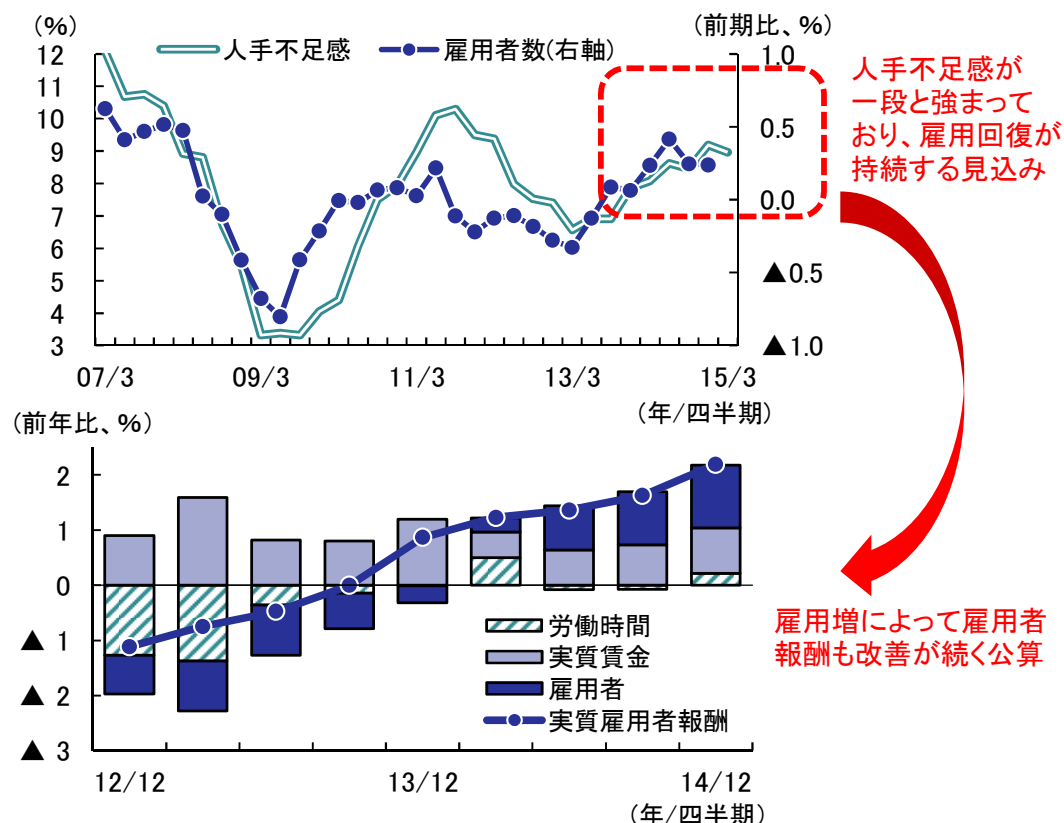 (%)
(前期比、%)
人手不足感
雇用者数(右軸)
12
11
10
9
8
7
6
5
4
3
1.0
0.5
0.0
▲0.5
▲1.0
07/3
09/3
11/3
13/3
15/3
(年/四半期)
人手不足感が
一段と強まって
おり、雇用回復が
持続する見込み
(前年比、%)
2
1
0
▲ 1
▲ 2
▲ 3
労働時間
実質賃金
雇用者
実質雇用者報酬
12/12
13/12
14/12
(年/四半期)
雇用増によって雇用者
報酬も改善が続く公算